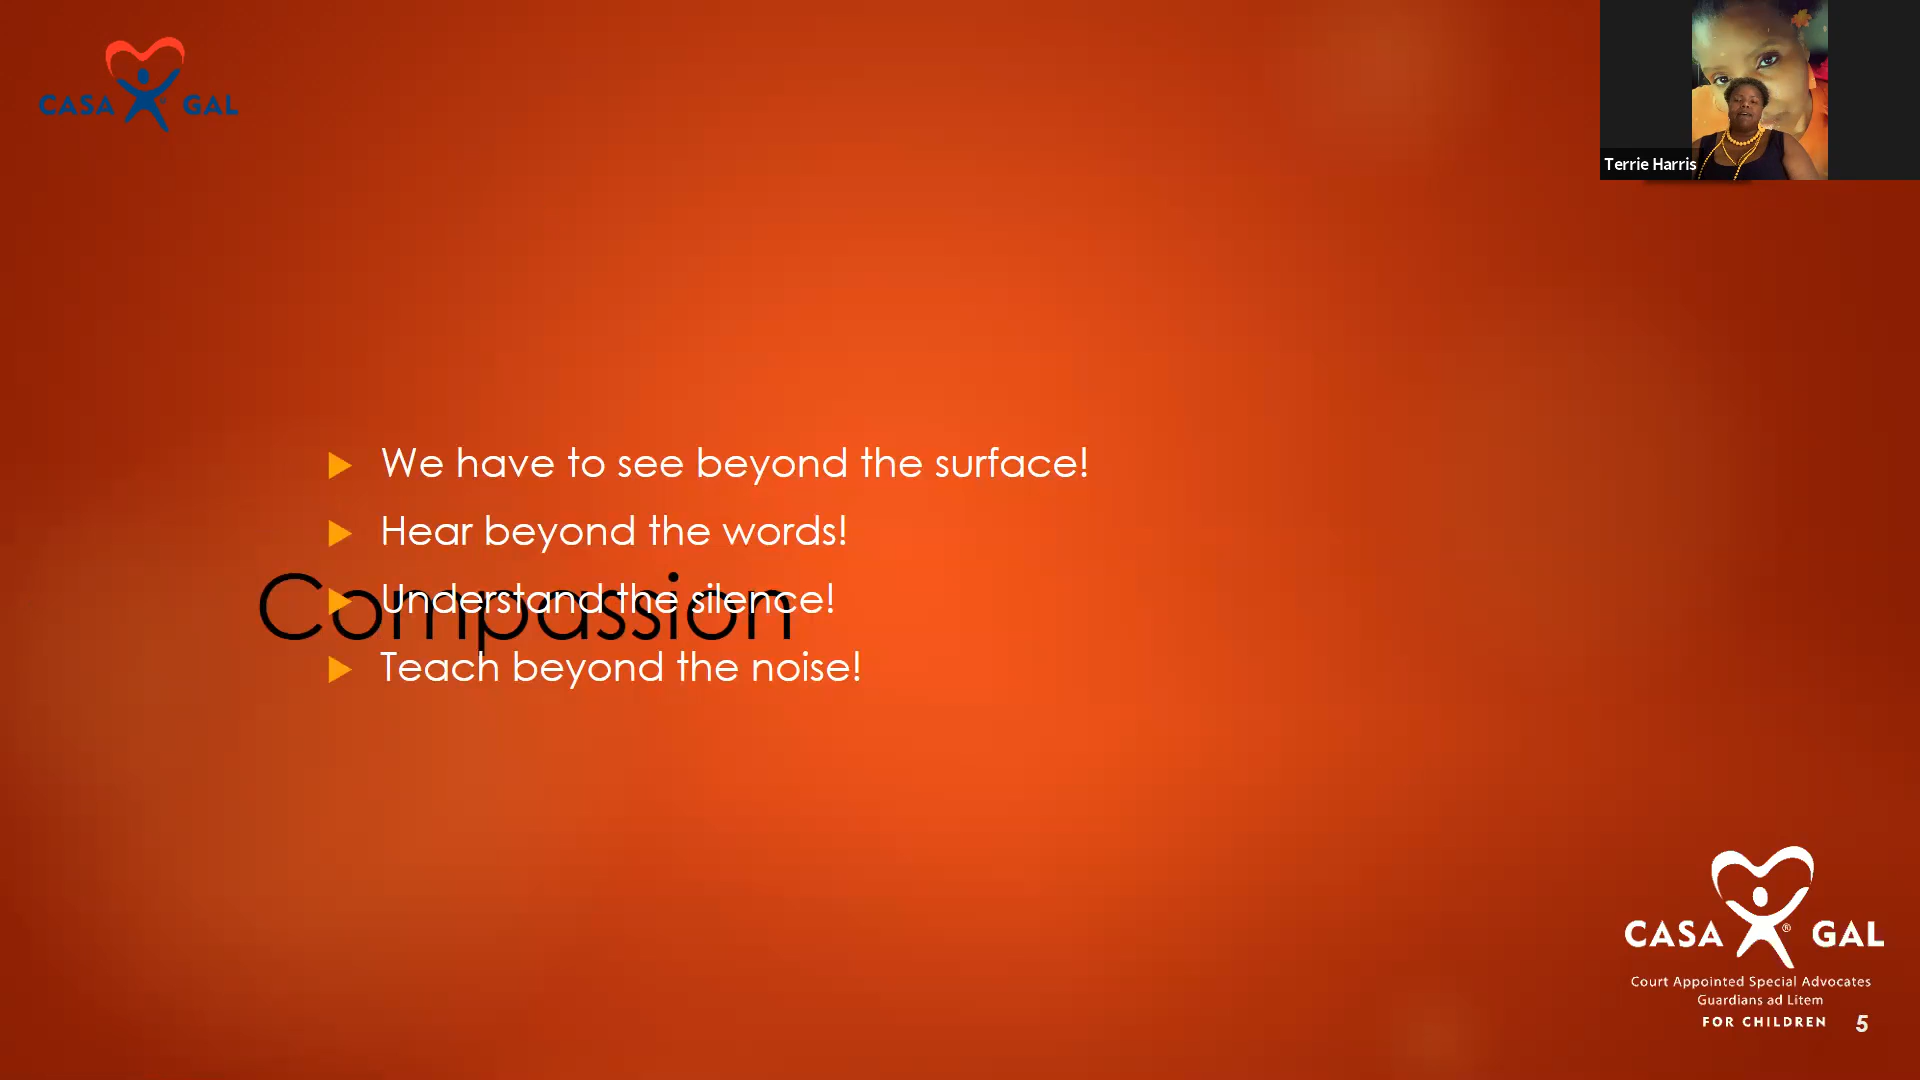 CASA GAL
Terrie Harris
We have to see beyond the surface!
Hear beyond the words!
Understand the silence!
Compassion
Teach beyond the noise!
CASA ® GAL
Court Appointed Special Advocates
Guardians ad Litem
FOR CHILDREN
5